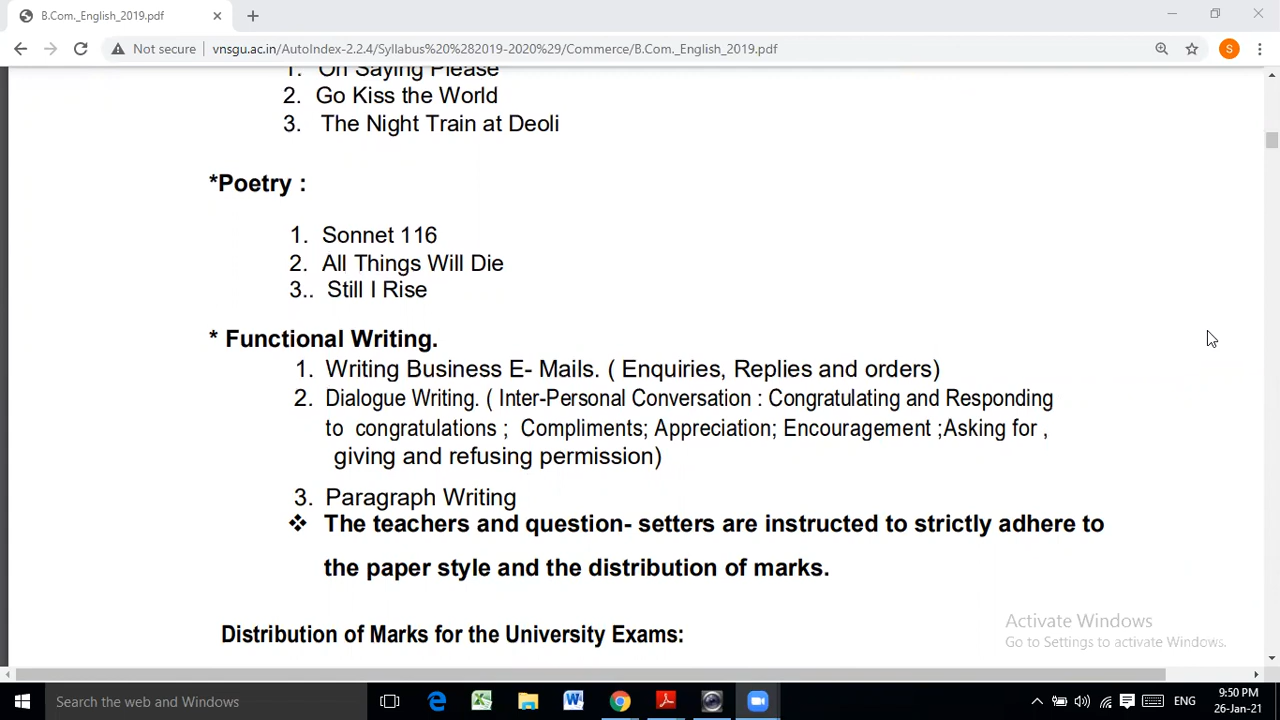 B.Com._English_2019.pdf
Not secure
vnsgu.ac.in/AutoIndex-2.2.4/Syllabus%20%282019-2020%29/Commerce/B.Com._English_2019.pdf
S
1. On Saying Please
2. Go Kiss the World
3. The Night Train at Deoli
*Poetry :
1. Sonnet 116
2. All Things Will Die
3.. Still I Rise
* Functional Writing.
1. Writing Business E- Mails. ( Enquiries, Replies and orders)
2. Dialogue Writing. ( Inter-Personal Conversation : Congratulating and Responding
to congratulations ; Compliments; Appreciation; Encouragement ;Asking for ,
giving and refusing permission)
3. Paragraph Writing
❖ The teachers and question- setters are instructed to strictly adhere to
the paper style and the distribution of marks.
Distribution of Marks for the University Exams:
Activate Windows
Go to Settings to activate Windows.
Search the web and Windows
ENG
9:50 PM
26-Jan-21